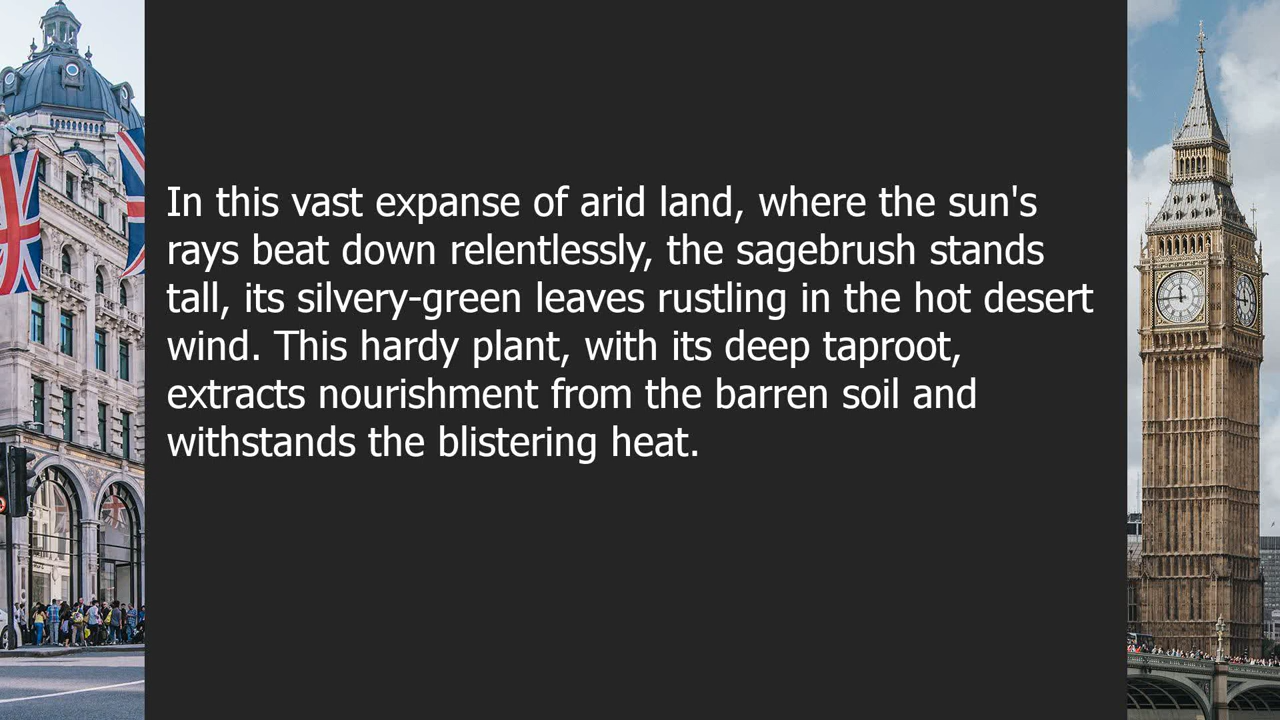 In this vast expanse of arid land, where the sun's
rays beat down relentlessly, the sagebrush stands
tall, its silvery-green leaves rustling in the hot desert
wind. This hardy plant, with its deep taproot,
extracts nourishment from the barren soil and
withstands the blistering heat.